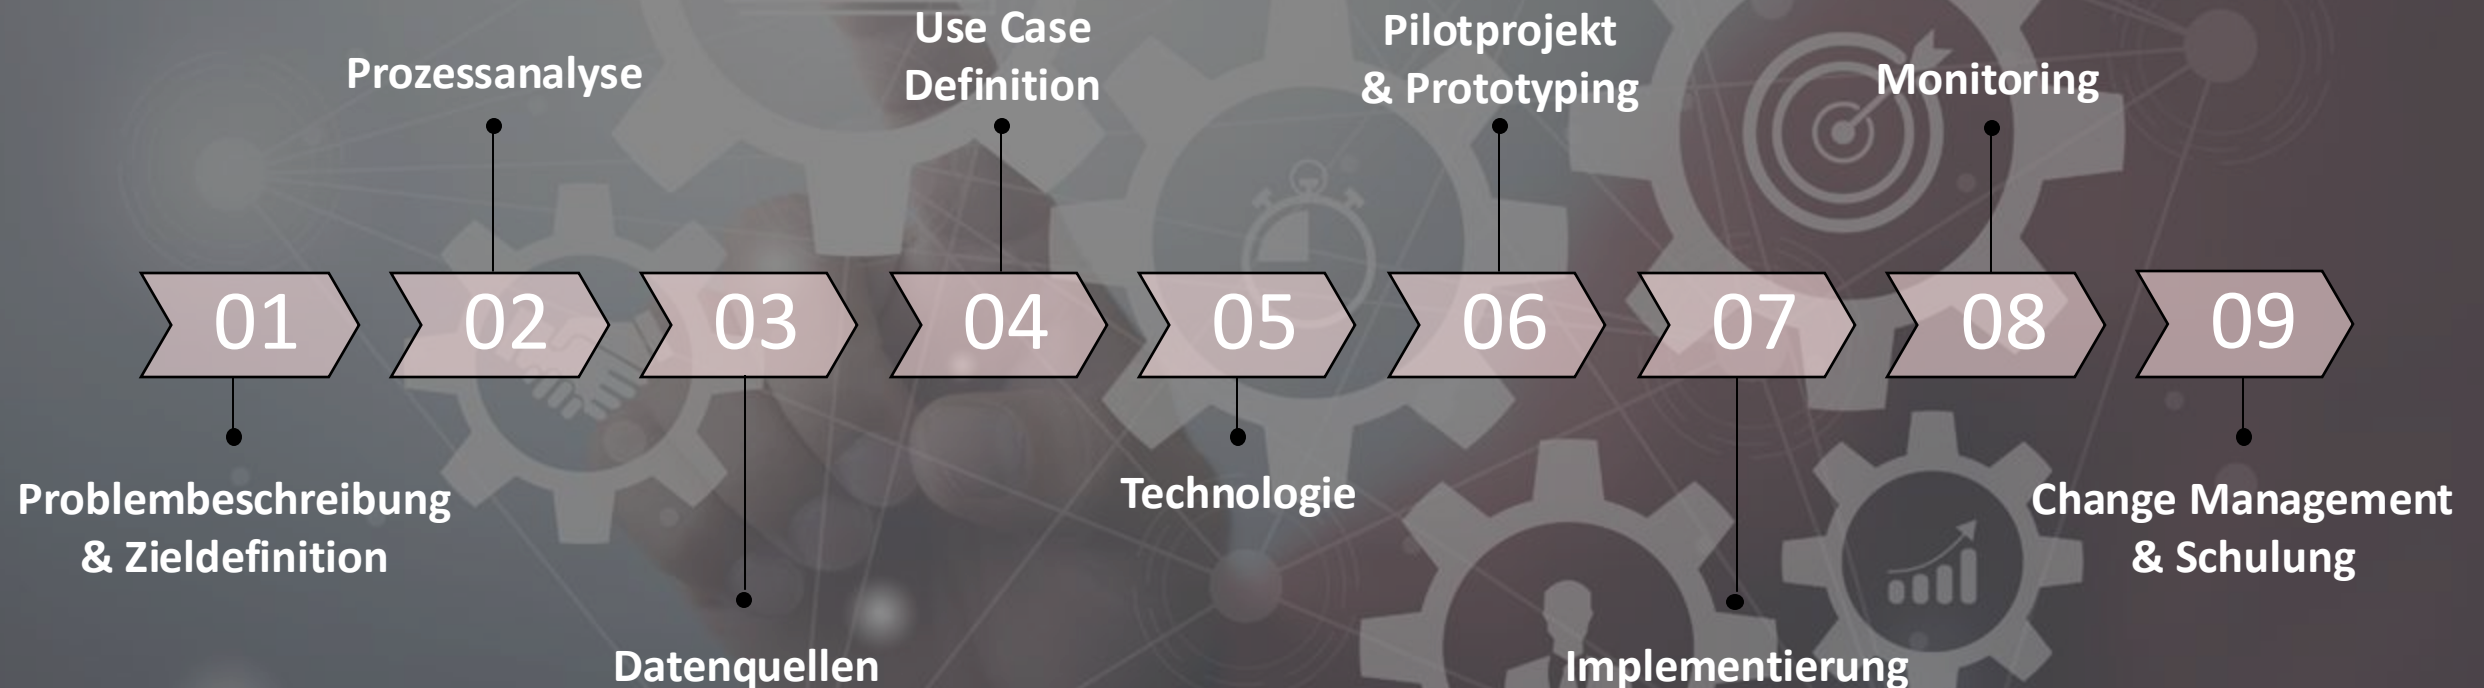 Use Case
Definition
Pilotprojekt
& Prototyping
Prozessanalyse
Monitoring
01
02
03
04
05
06
07
08
09
Problembeschreibung
& Zieldefinition
Technologie
Change Management
& Schulung
Datenquellen
Implementierung